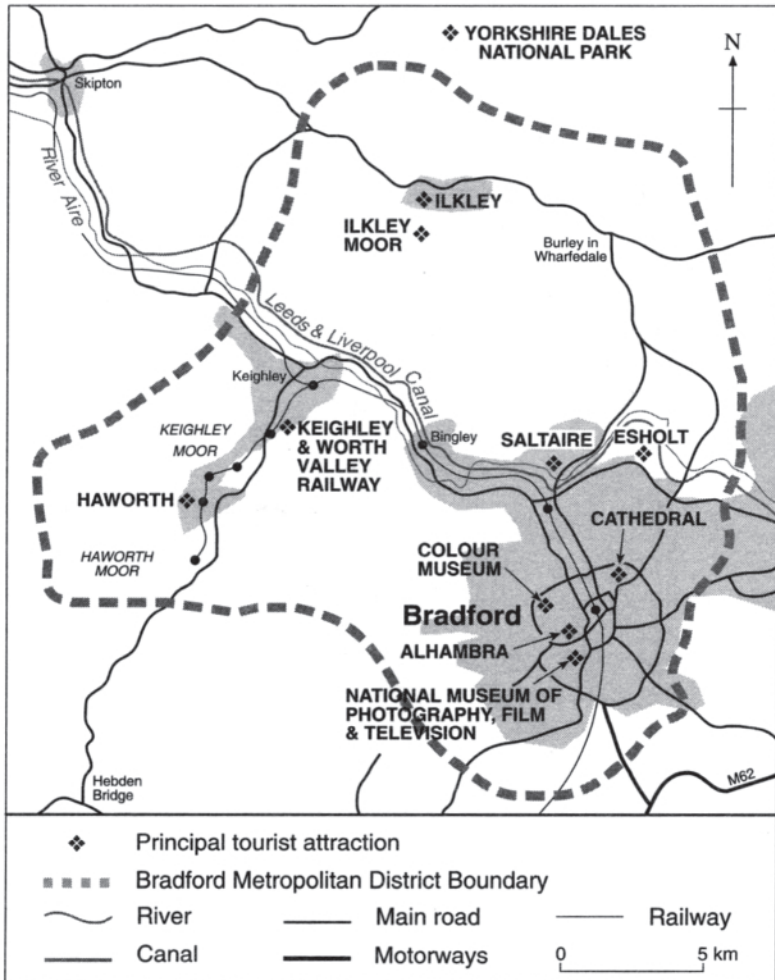 YORKSHIRE DALES
NATIONAL PARK
N
Skipton
River Aire
ILKLEY
ILKLEY
MOOR
Burley in
Wharfedale
Leeds & Liverpool Canal
Keighley
KEIGHLEY
MOOR
KEIGHLEY
& WORTH
VALLEY
RAILWAY
Bingley
SALTAIRE
ESHOLT
HAWORTH
CATHEDRAL
HAWORTH
MOOR
COLOUR
MUSEUM
Bradford
ALHAMBRA
NATIONAL MUSEUM OF
PHOTOGRAPHY, FILM
& TELEVISION
Hebden
Bridge
M62
Principal tourist attraction
Bradford Metropolitan District Boundary
River
Main road
Railway
Canal
Motorways
0 5 km